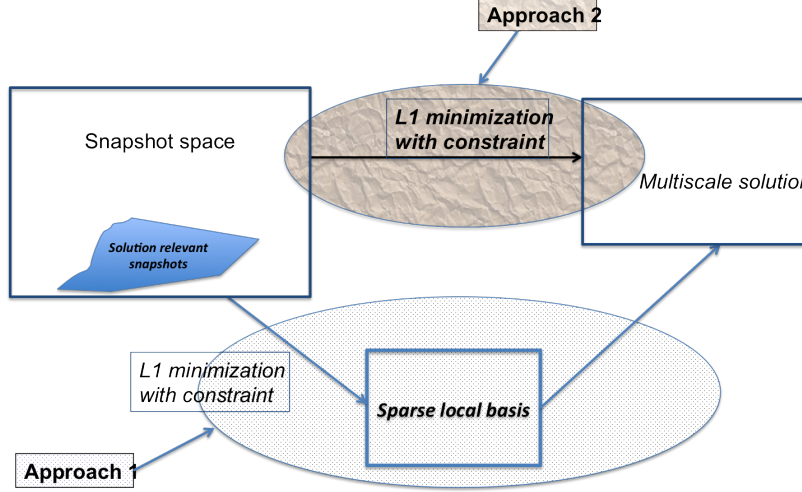 Approach 2
L1 minimization
with constraint
Snapshot space
Multiscale solution
Solution relevant
snapshots
L1 minimization
with constraint
Sparse local basis
Approach 1